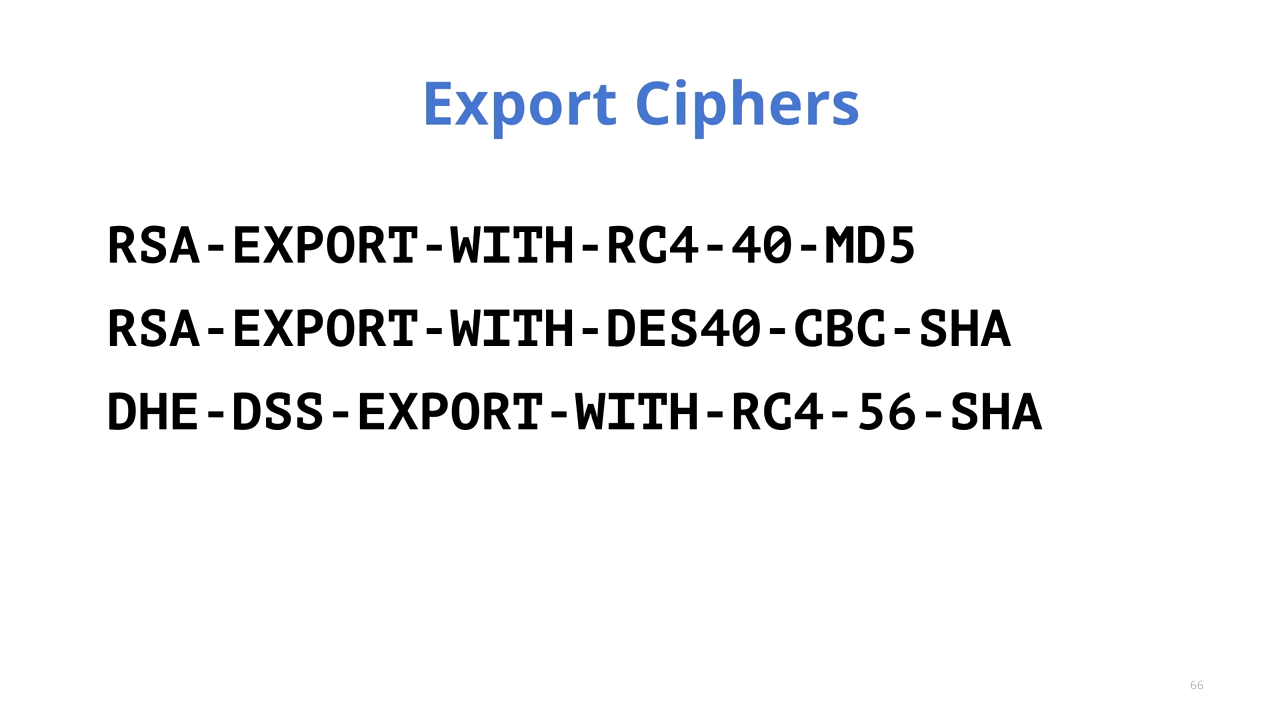 Export Ciphers
RSA-EXPORT-WITH-RC4-40-MD5
RSA-EXPORT-WITH-DES40-CBC-SHA
DHE-DSS-EXPORT-WITH-RC4-56-SHA
66